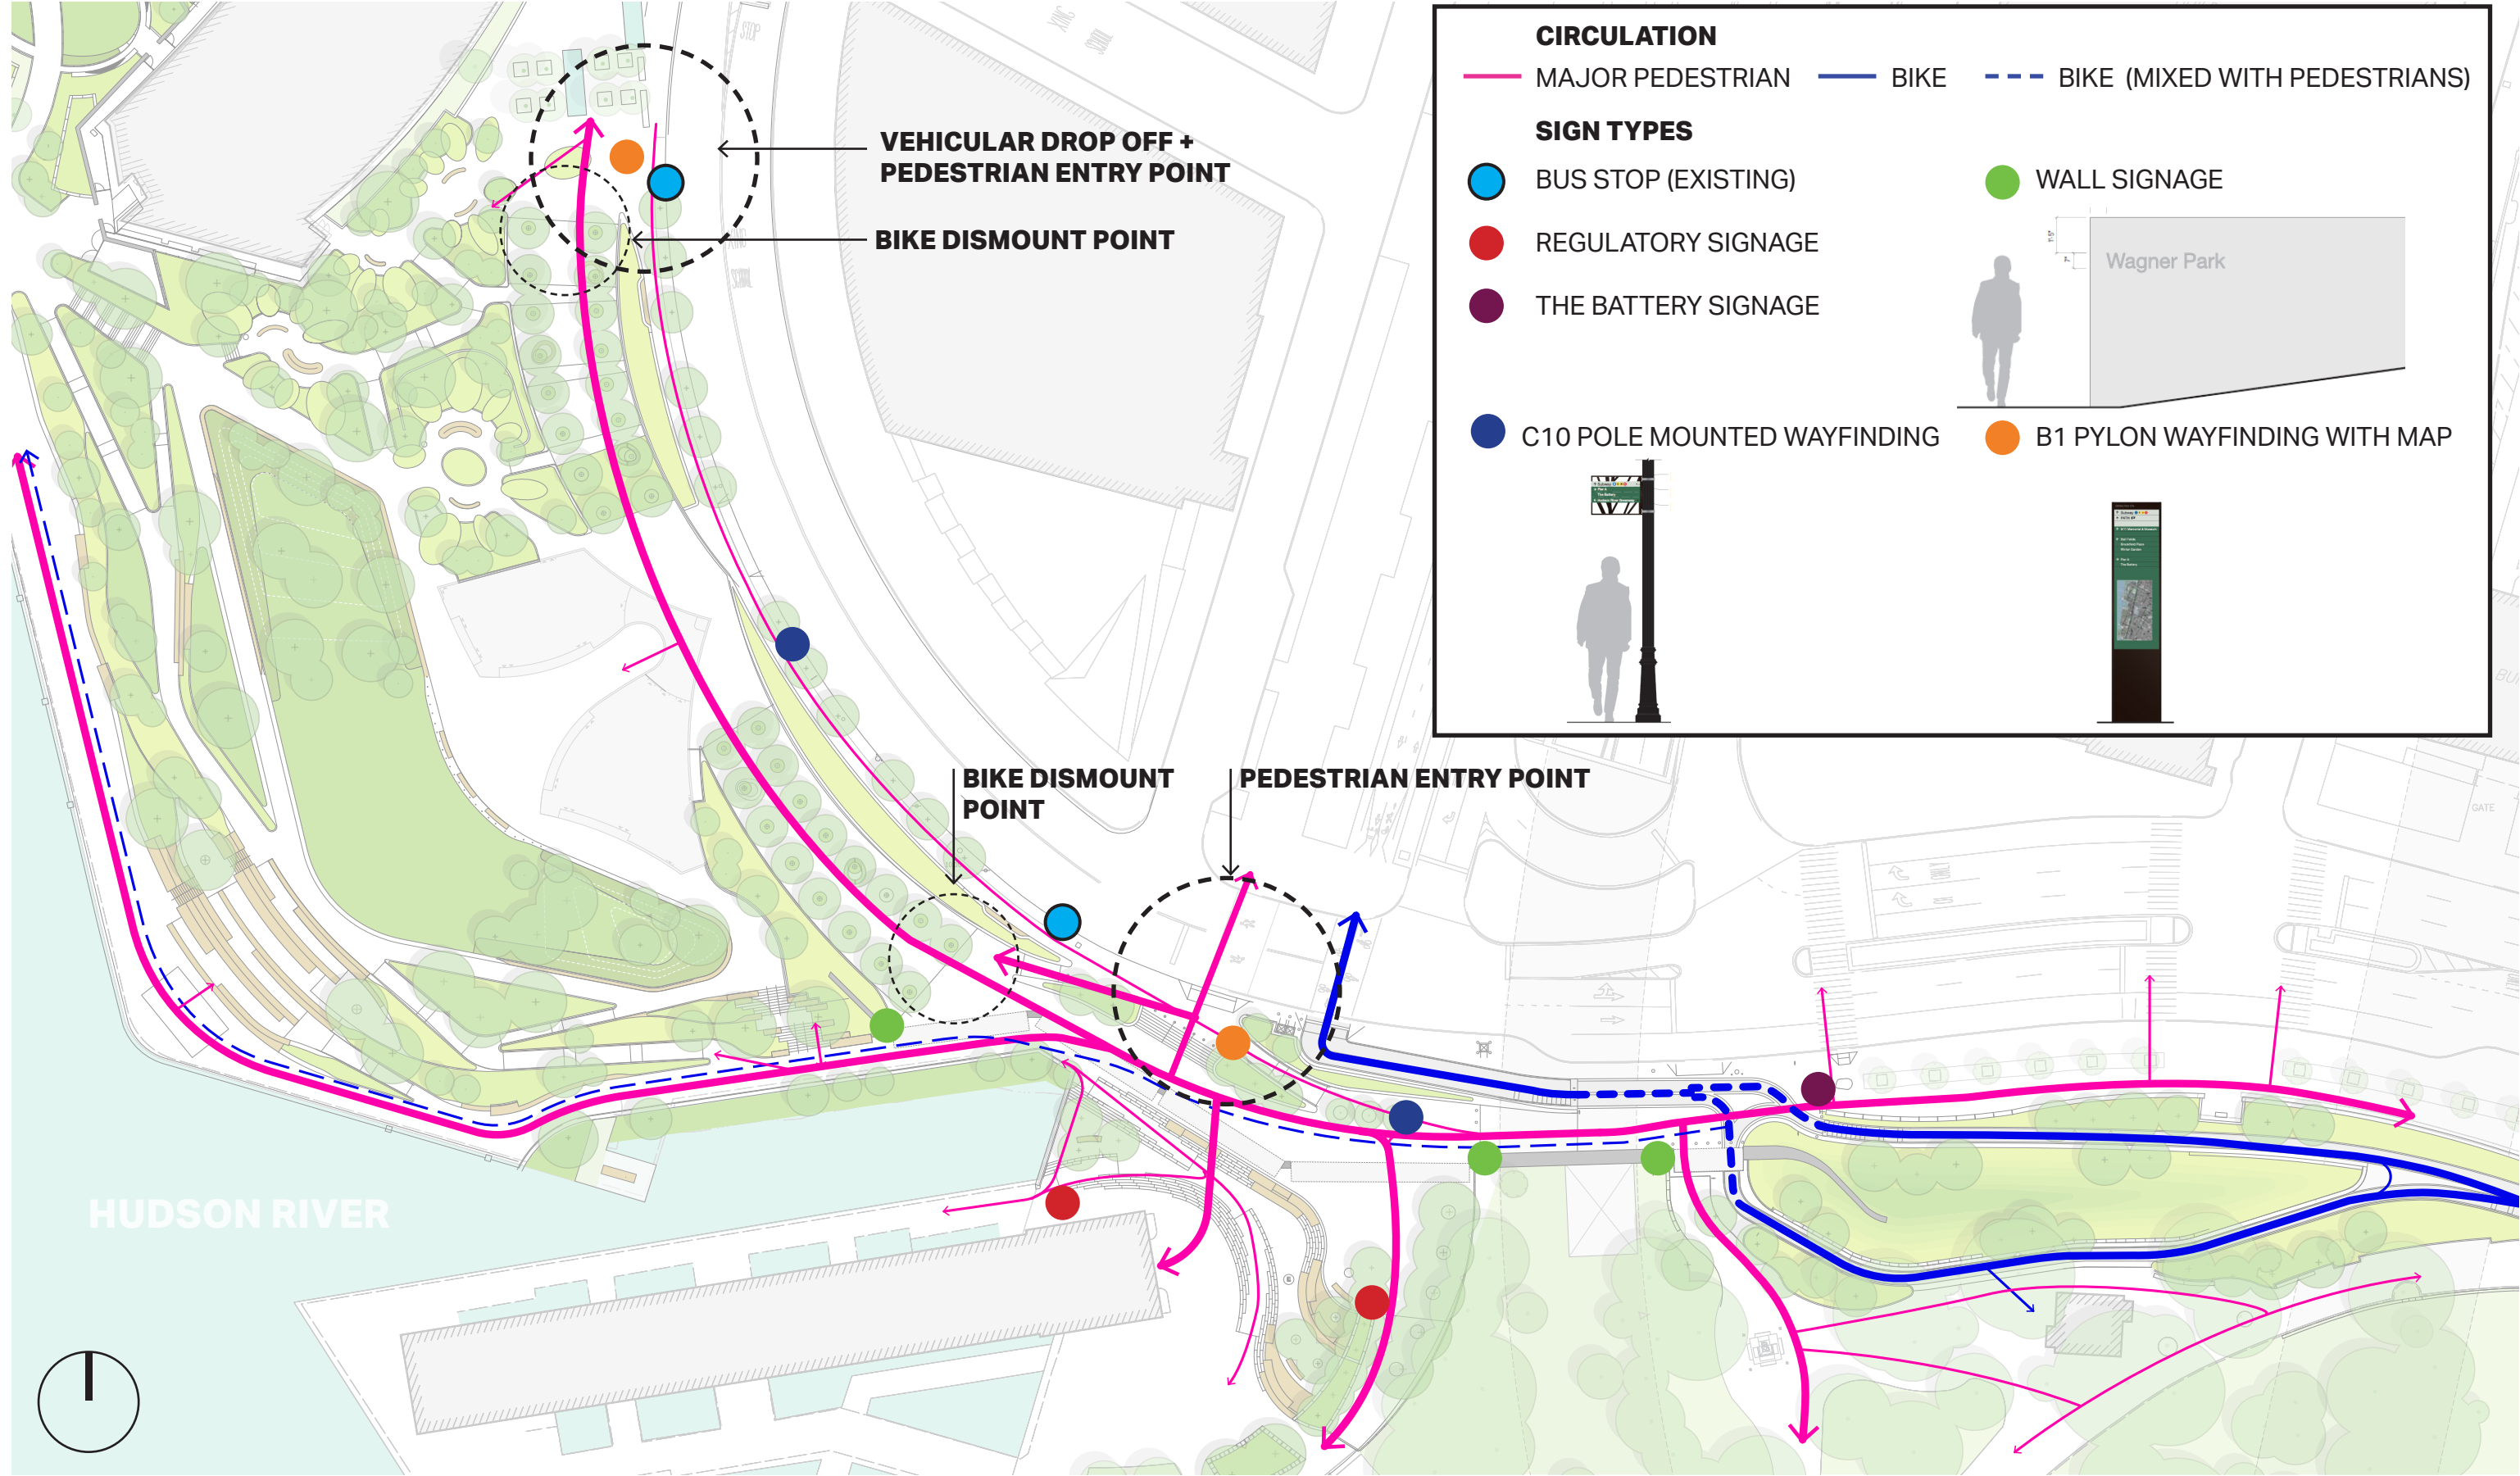 CIRCULATION
MAJOR PEDESTRIAN
BIKE
BIKE (MIXED WITH PEDESTRIANS)
SIGN TYPES
BUS STOP (EXISTING)
WALL SIGNAGE
REGULATORY SIGNAGE
THE BATTERY SIGNAGE
Wagner Park
C10 POLE MOUNTED WAYFINDING
B1 PYLON WAYFINDING WITH MAP
VEHICULAR DROP OFF +
PEDESTRIAN ENTRY POINT
BIKE DISMOUNT POINT
STOP
BIKE DISMOUNT
POINT
PEDESTRIAN ENTRY POINT
GATE
HUDSON RIVER